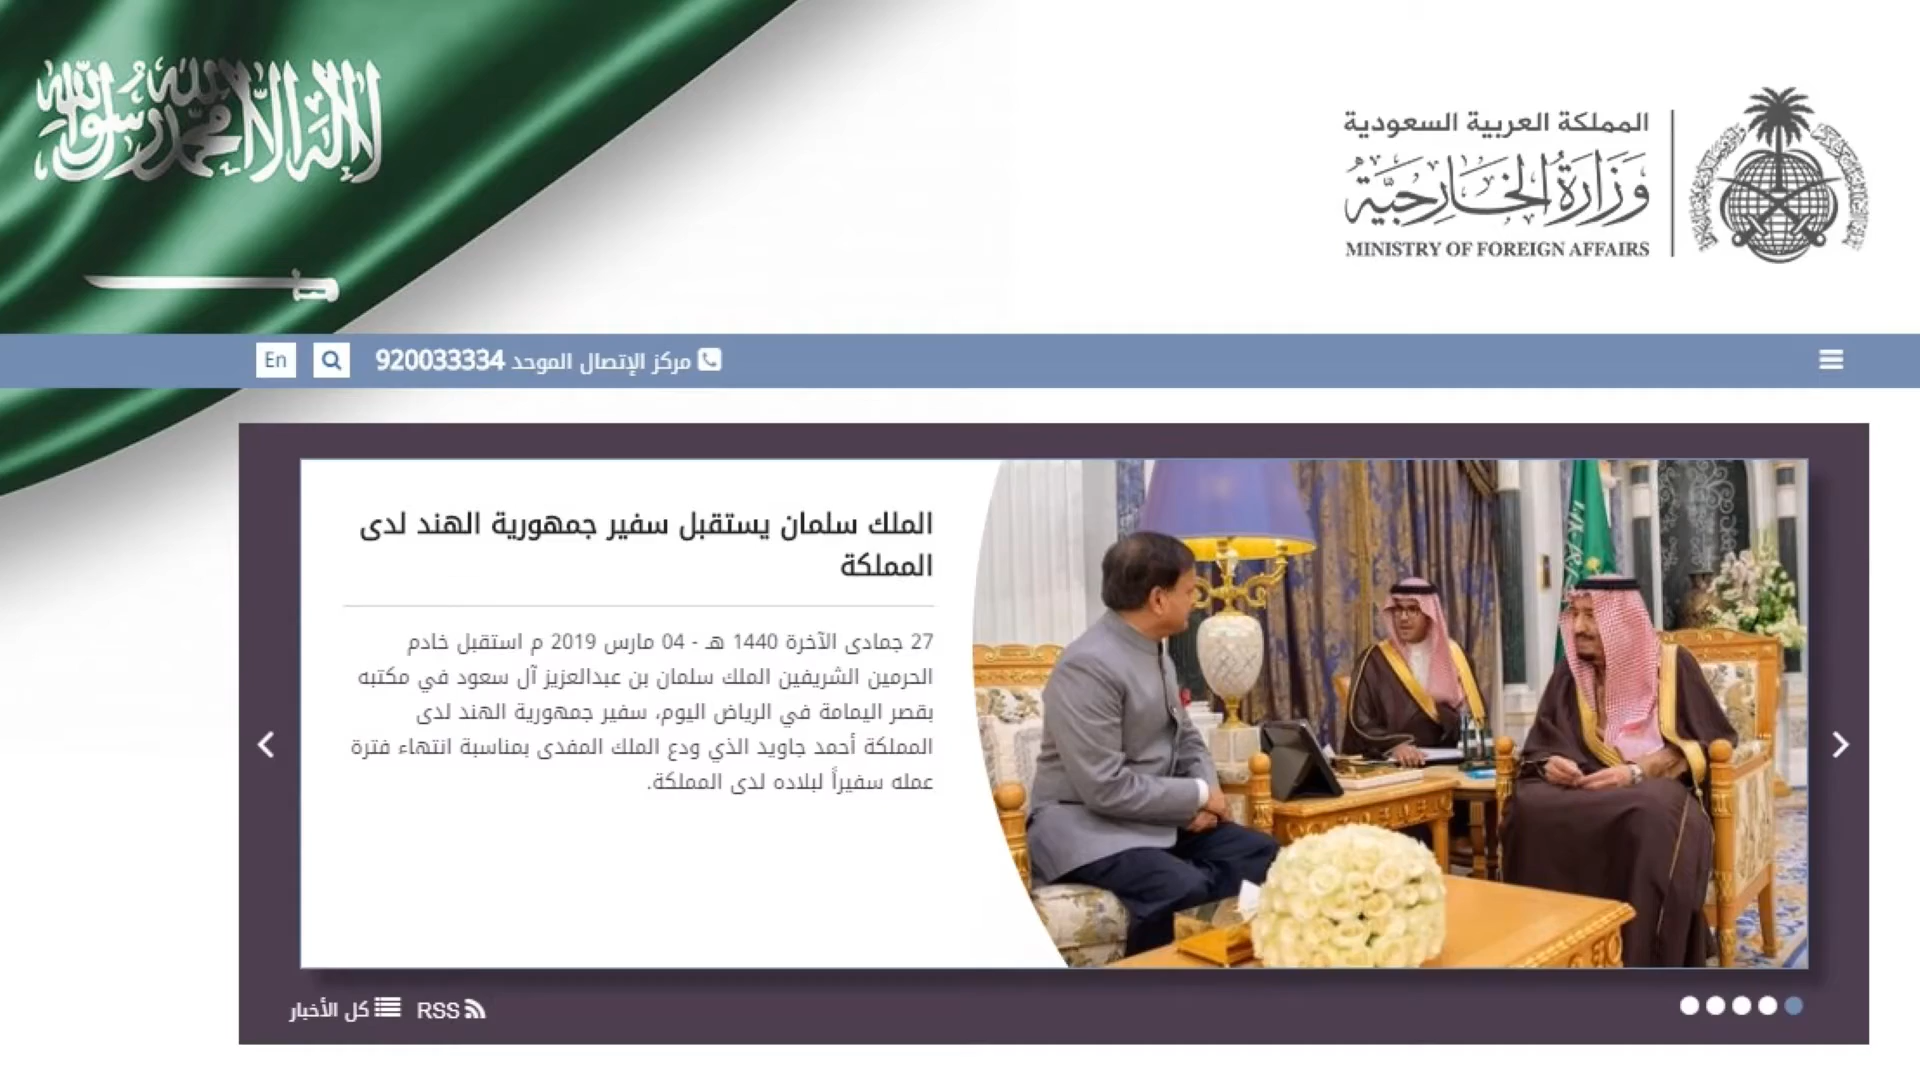 لا إله إلا الله محمد رسول الله
المملكة العربية السعودية
وزارة الخارجية
MINISTRY OF FOREIGN AFFAIRS
مركز الإتصال الموحد 920033334
En
الملك سلمان يستقبل سفير جمهورية الهند لدى
المملكة
27 جمادى الآخرة 1440 هـ - 04 مارس 2019 م استقبل خادم
الحرمين الشريفين الملك سلمان بن عبدالعزيز آل سعود في مكتبه
بقصر اليمامة في الرياض اليوم، سفير جمهورية الهند لدى
المملكة أحمد جاويد الذي ودع الملك المفدى بمناسبة انتهاء فترة
عمله سفيراً لبلاده لدى المملكة.
RSS
كل الأخبار